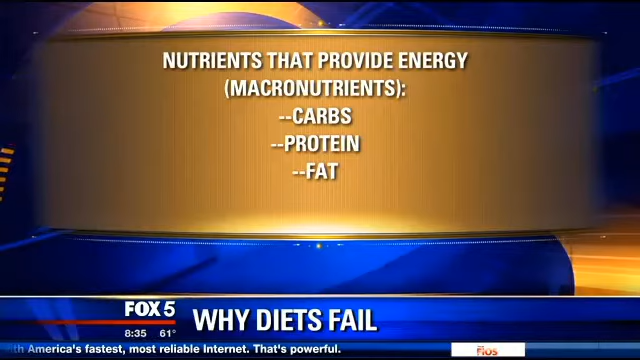 NUTRIENTS THAT PROVIDE ENERGY
(MACRONUTRIENTS):
--CARBS
--PROTEIN
--FAT
FOX 5
8:35 61°
WHY DIETS FAIL
th America's fastest, most reliable Internet. That's powerful.
FiOS